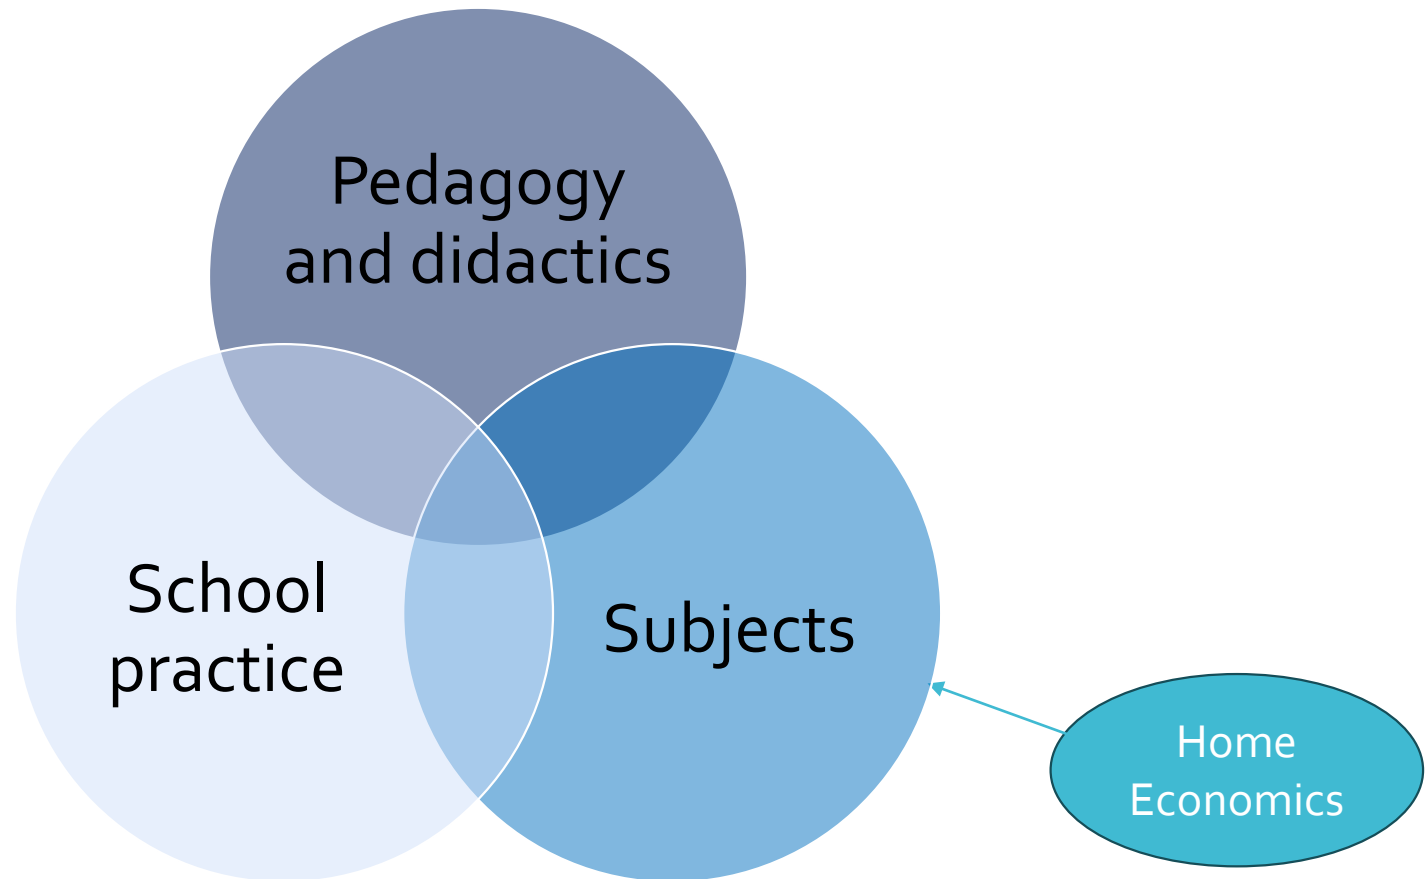 Pedagogy
and didactics
School
practice
Subjects
Home
Economics